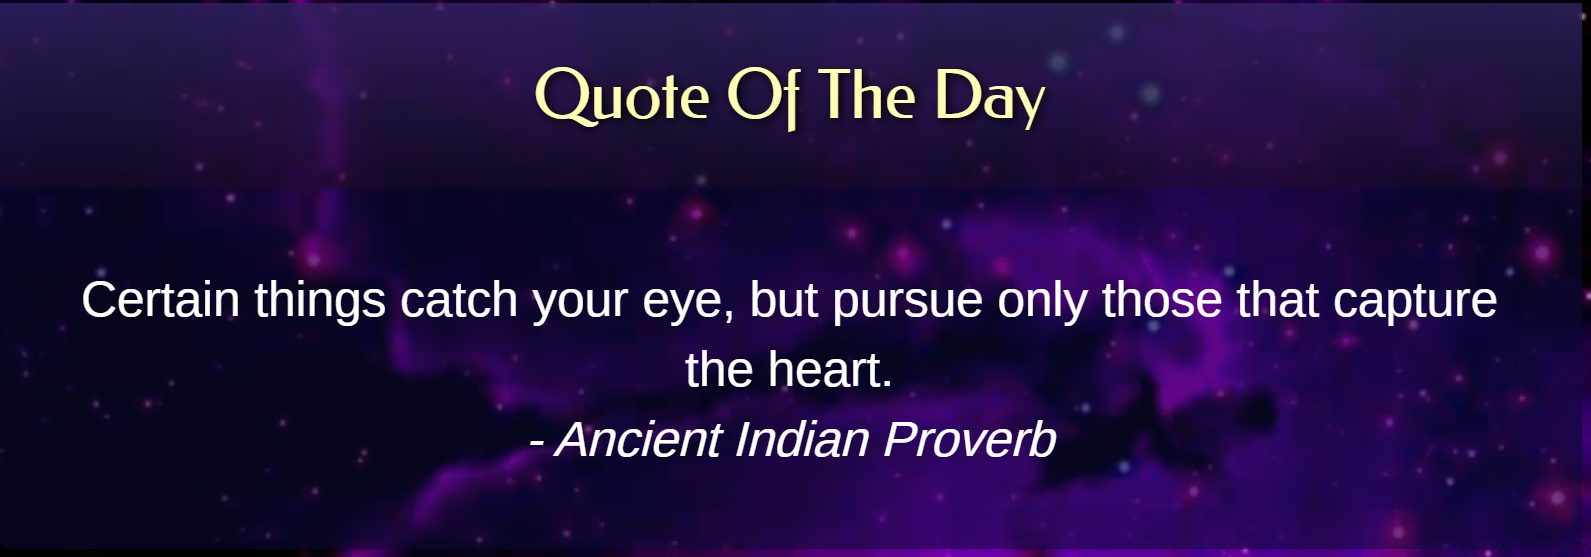 Quote Of The Day
Certain things catch your eye, but pursue only those that capture
the heart.
- Ancient Indian Proverb